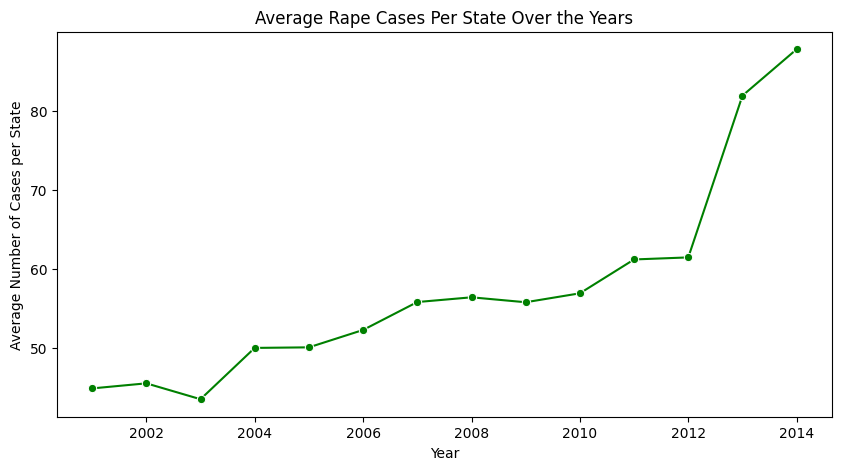 Average Rape Cases Per State Over the Years
Average Number of Cases per State
80
70
60
50
2002 2004 2006 2008 2010 2012 2014
Year